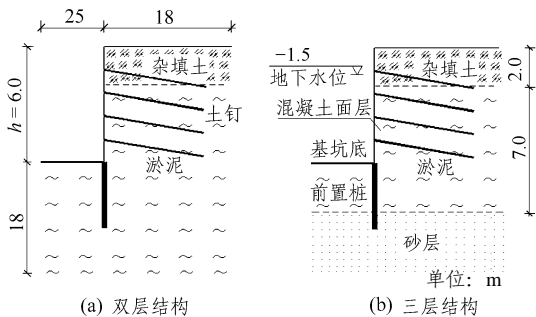 25
18
h = 6.0
18
杂填土
土钉
淤泥
(a) 双层结构
−1.5
地下水位
混凝土面层
基坑底
前置桩
杂填土
淤泥
砂层
2.0
7.0
单位：m
(b) 三层结构